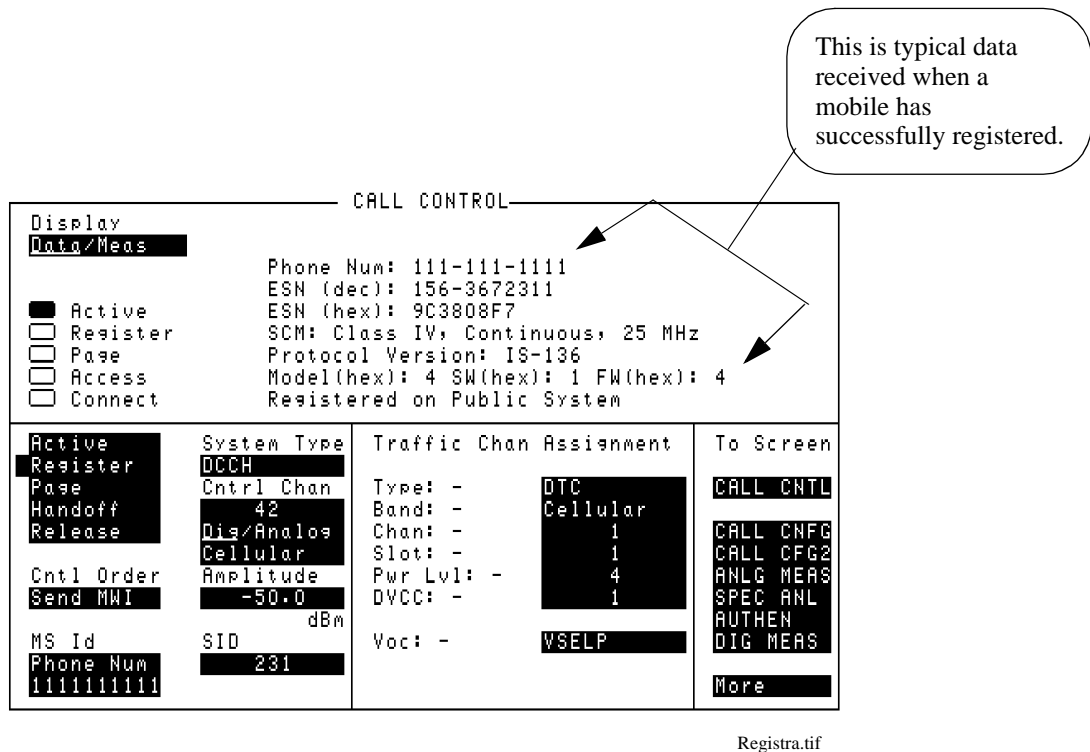 This is typical data
received when a
mobile has
successfully registered.
CALL CONTROL
Display
Data/Meas
Phone Num: 111-111-1111
ESN (dec): 156-3672311
Active
ESN (hex): 9C3808F7
Register
SCM: Class IV, Continuous, 25 MHz
Page
Protocol Version: IS-136
Access
Model(hex): 4 SW(hex): 1 FW(hex): 4
Connect
Registered on Public System
Active
Register
Page
Handoff
Release
Cntl Order
Send MWI
MS Id
Phone Num
1111111111
System Type
DCCH
Cntrl Chan
42
Dig/Analog
Cellular
Amplitude
-50.0
dBm
SID
231
Traffic Chan Assignment
Type: - DTC
Band: - Cellular
Chan: - 1
Slot: - 1
Pwr Lvl: - 4
DVCC: - 1
Voc: - VSELP
To Screen
CALL CNTL
CALL CNFG
CALL CFG2
ANLG MEAS
SPEC ANL
AUTHEN
DIG MEAS
More
Registra.tif